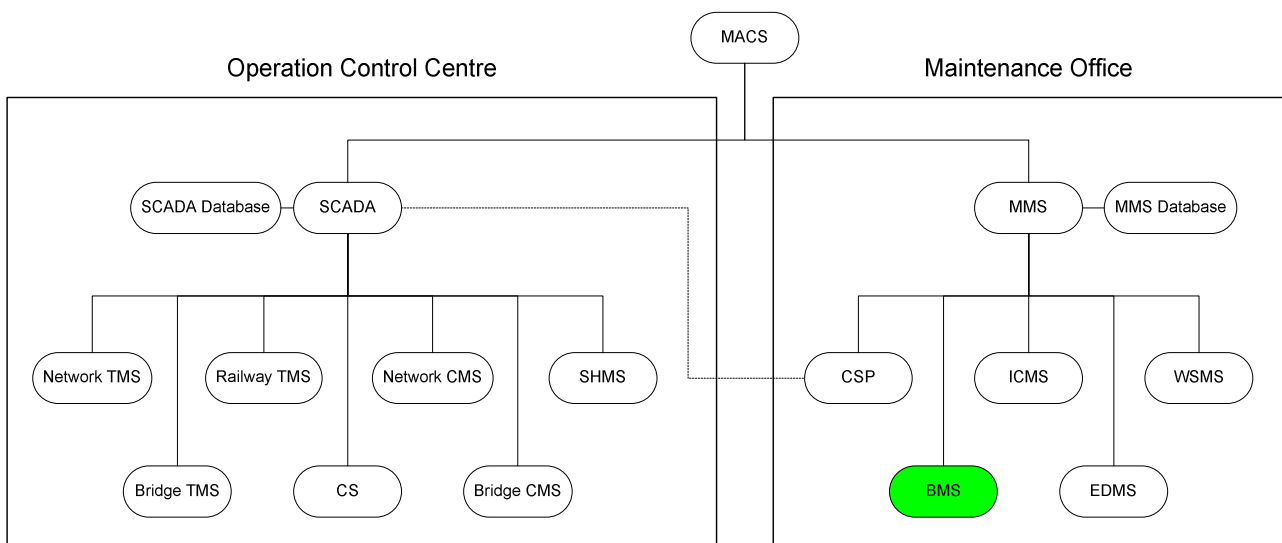 MACS
Operation Control Centre
Maintenance Office
SCADA Database
SCADA
MMS
MMS Database
Network TMS
Railway TMS
Network CMS
SHMS
CSP
ICMS
WSMS
Bridge TMS
CS
Bridge CMS
BMS
EDMS